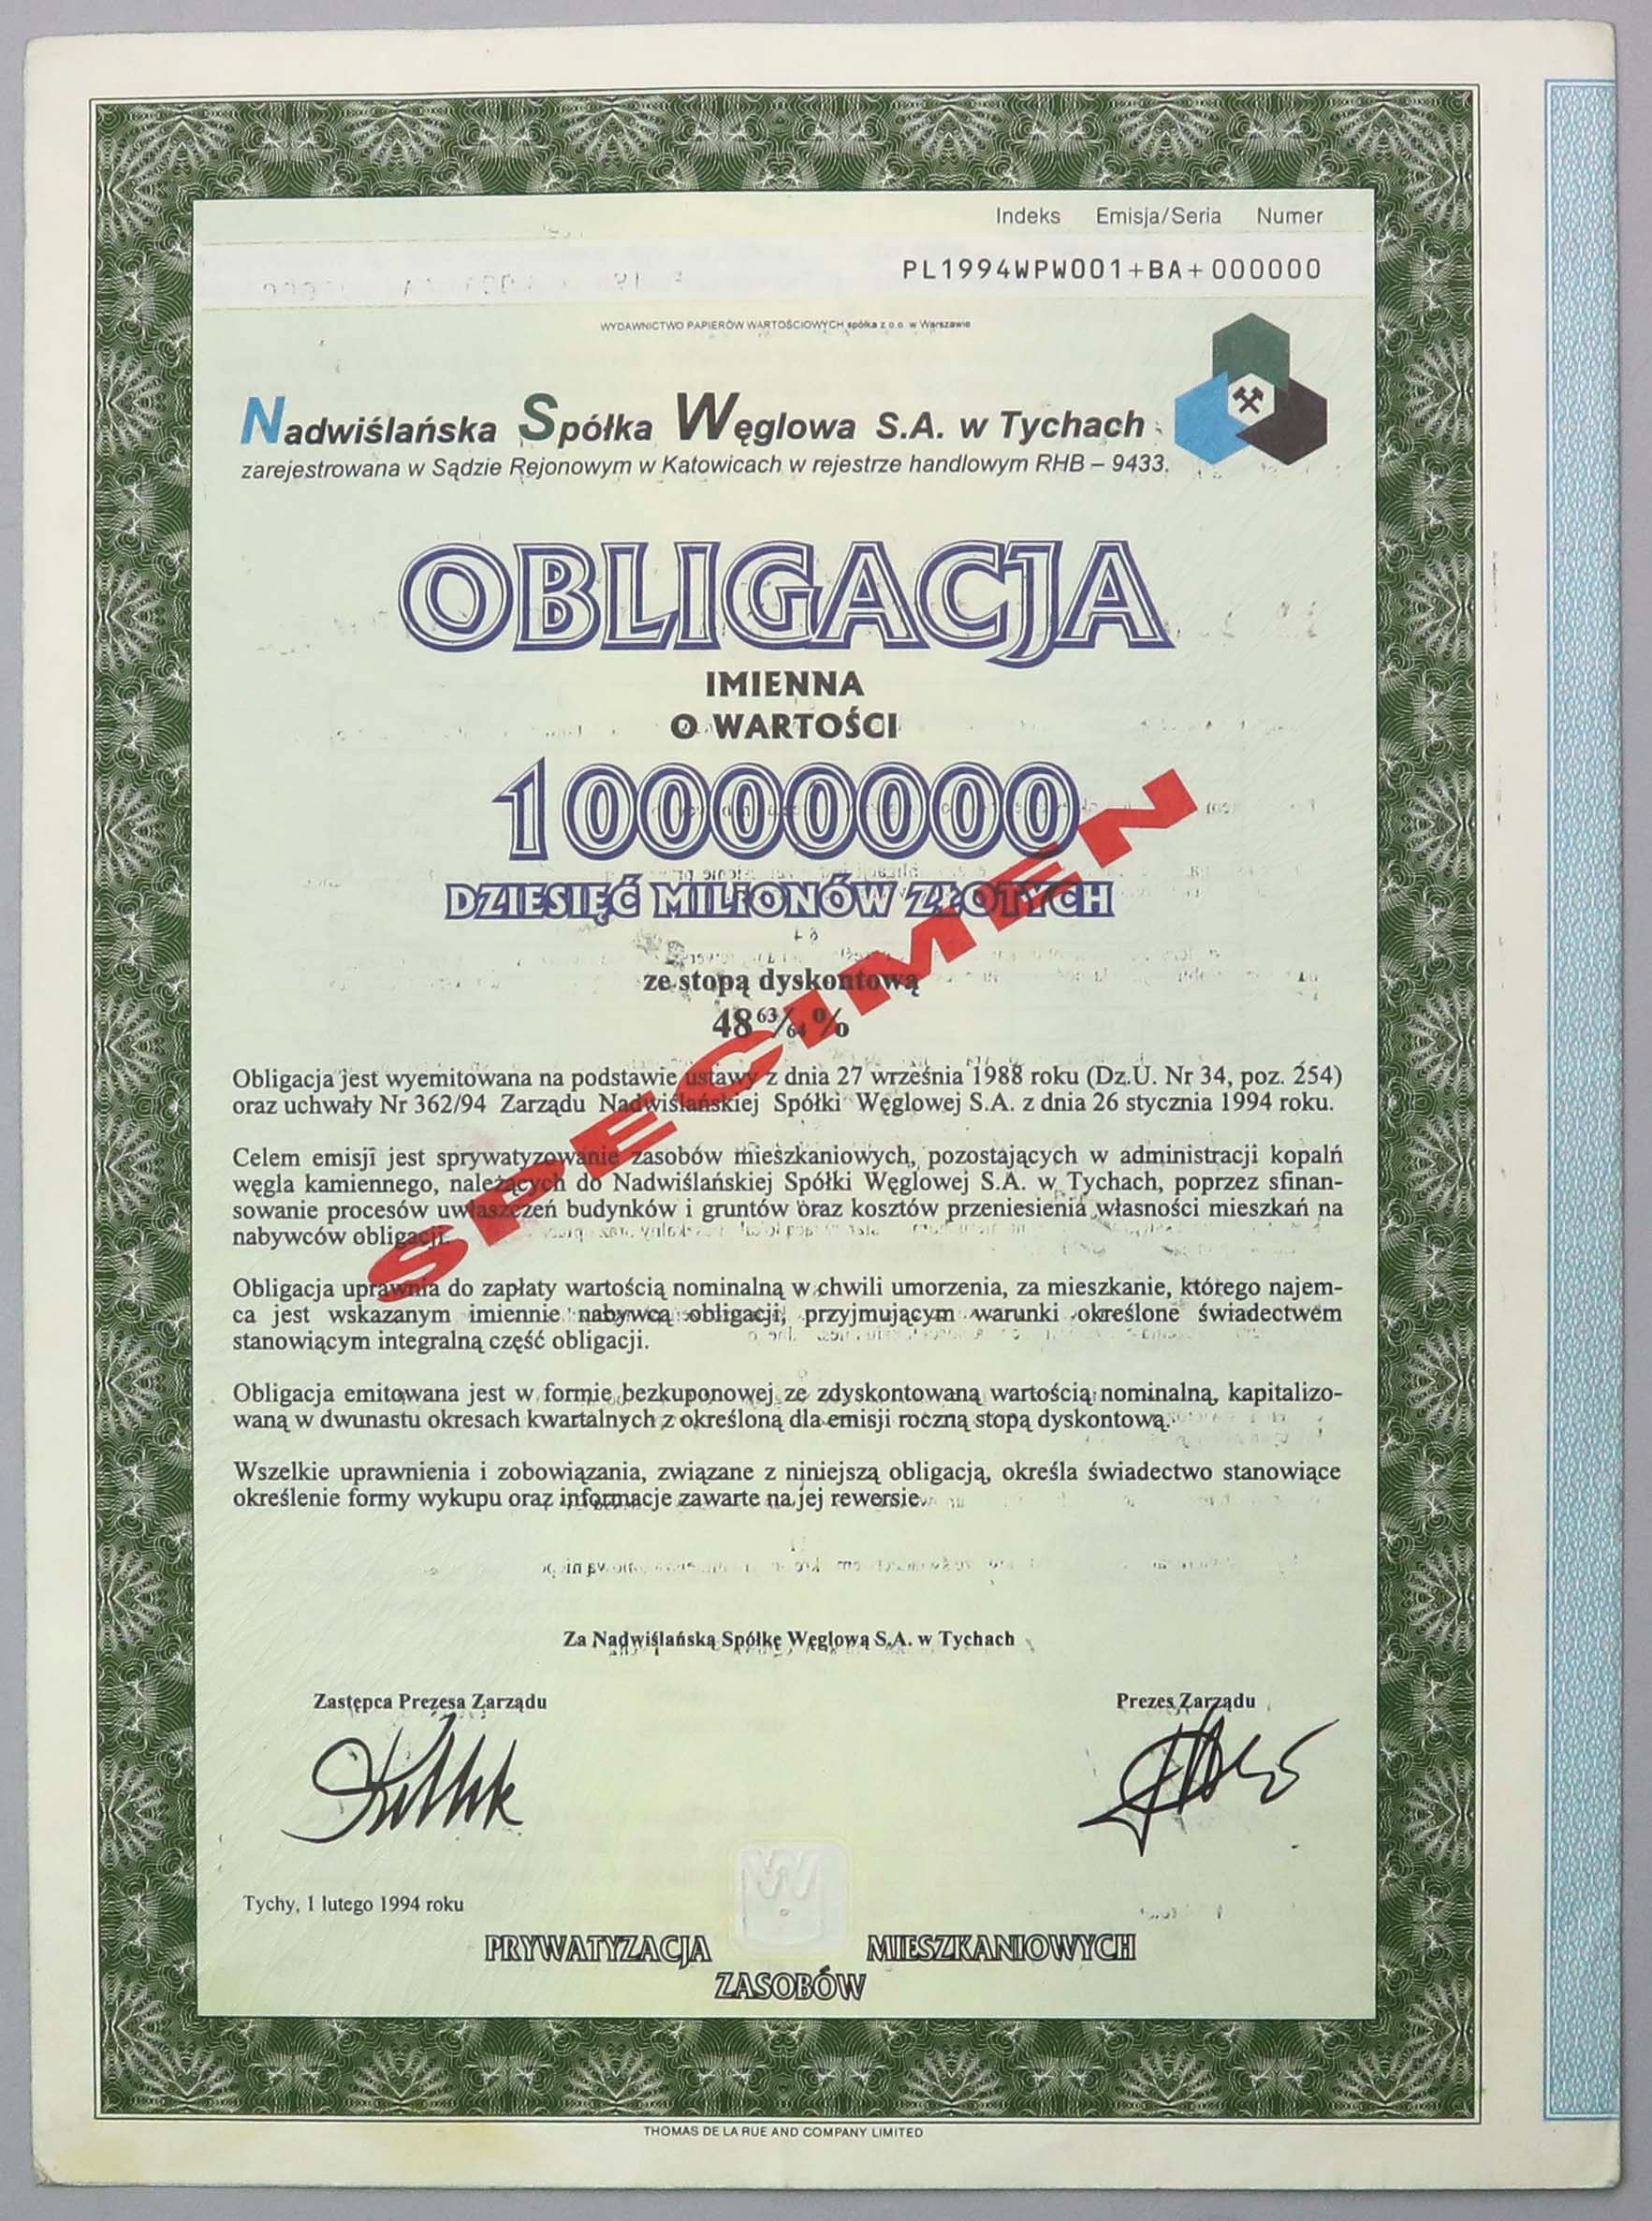 Indeks Emisja/Seria Numer
PL1994WPW001+BA+000000
WYDAWNICTWO PAPIERÓW WARTOŚCIOWYCH spółka z o.o. w Warszawie
Nadwiślańska Spółka Węglowa S.A. w Tychach
zarejestrowana w Sądzie Rejonowym w Katowicach w rejestrze handlowym RHB – 9433.
OBLIGACJA
IMIENNA
O WARTOŚCI
10000000
DZIESIĘĆ MILIONÓW ZŁOTYCH
SPECIMEN
ze stopą dyskontową
48 63/64 %
Obligacja jest wyemitowana na podstawie ustawy z dnia 27 września 1988 roku (Dz.U. Nr 34, poz. 254)
oraz uchwały Nr 362/94 Zarządu Nadwiślańskiej Spółki Węglowej S.A. z dnia 26 stycznia 1994 roku.
Celem emisji jest sprywatyzowanie zasobów mieszkaniowych, pozostających w administracji kopalń
węgla kamiennego, należących do Nadwiślańskiej Spółki Węglowej S.A. w Tychach, poprzez sfinan-
sowanie procesów uwłaszczeń budynków i gruntów oraz kosztów przeniesienia własności mieszkań na
nabywców obligacji.
Obligacja uprawnia do zapłaty wartością nominalną w chwili umorzenia, za mieszkanie, którego najem-
ca jest wskazanym imiennie nabywcą obligacji, przyjmującym warunki określone świadectwem
stanowiącym integralną część obligacji.
Obligacja emitowana jest w formie bezkuponowej ze zdyskontowaną wartością nominalną, kapitalizo-
waną w dwunastu okresach kwartalnych z określoną dla emisji roczną stopą dyskontową.
Wszelkie uprawnienia i zobowiązania, związane z niniejszą obligacją, określa świadectwo stanowiące
określenie formy wykupu oraz informacje zawarte na jej rewersie.
Za Nadwiślańską Spółkę Węglową S.A. w Tychach
Zastępca Prezesa Zarządu Prezes Zarządu
Tychy, 1 lutego 1994 roku
PRYWATYZACJA MIESZKANIOWYCH
ZASOBÓW
THOMAS DE LA RUE AND COMPANY LIMITED